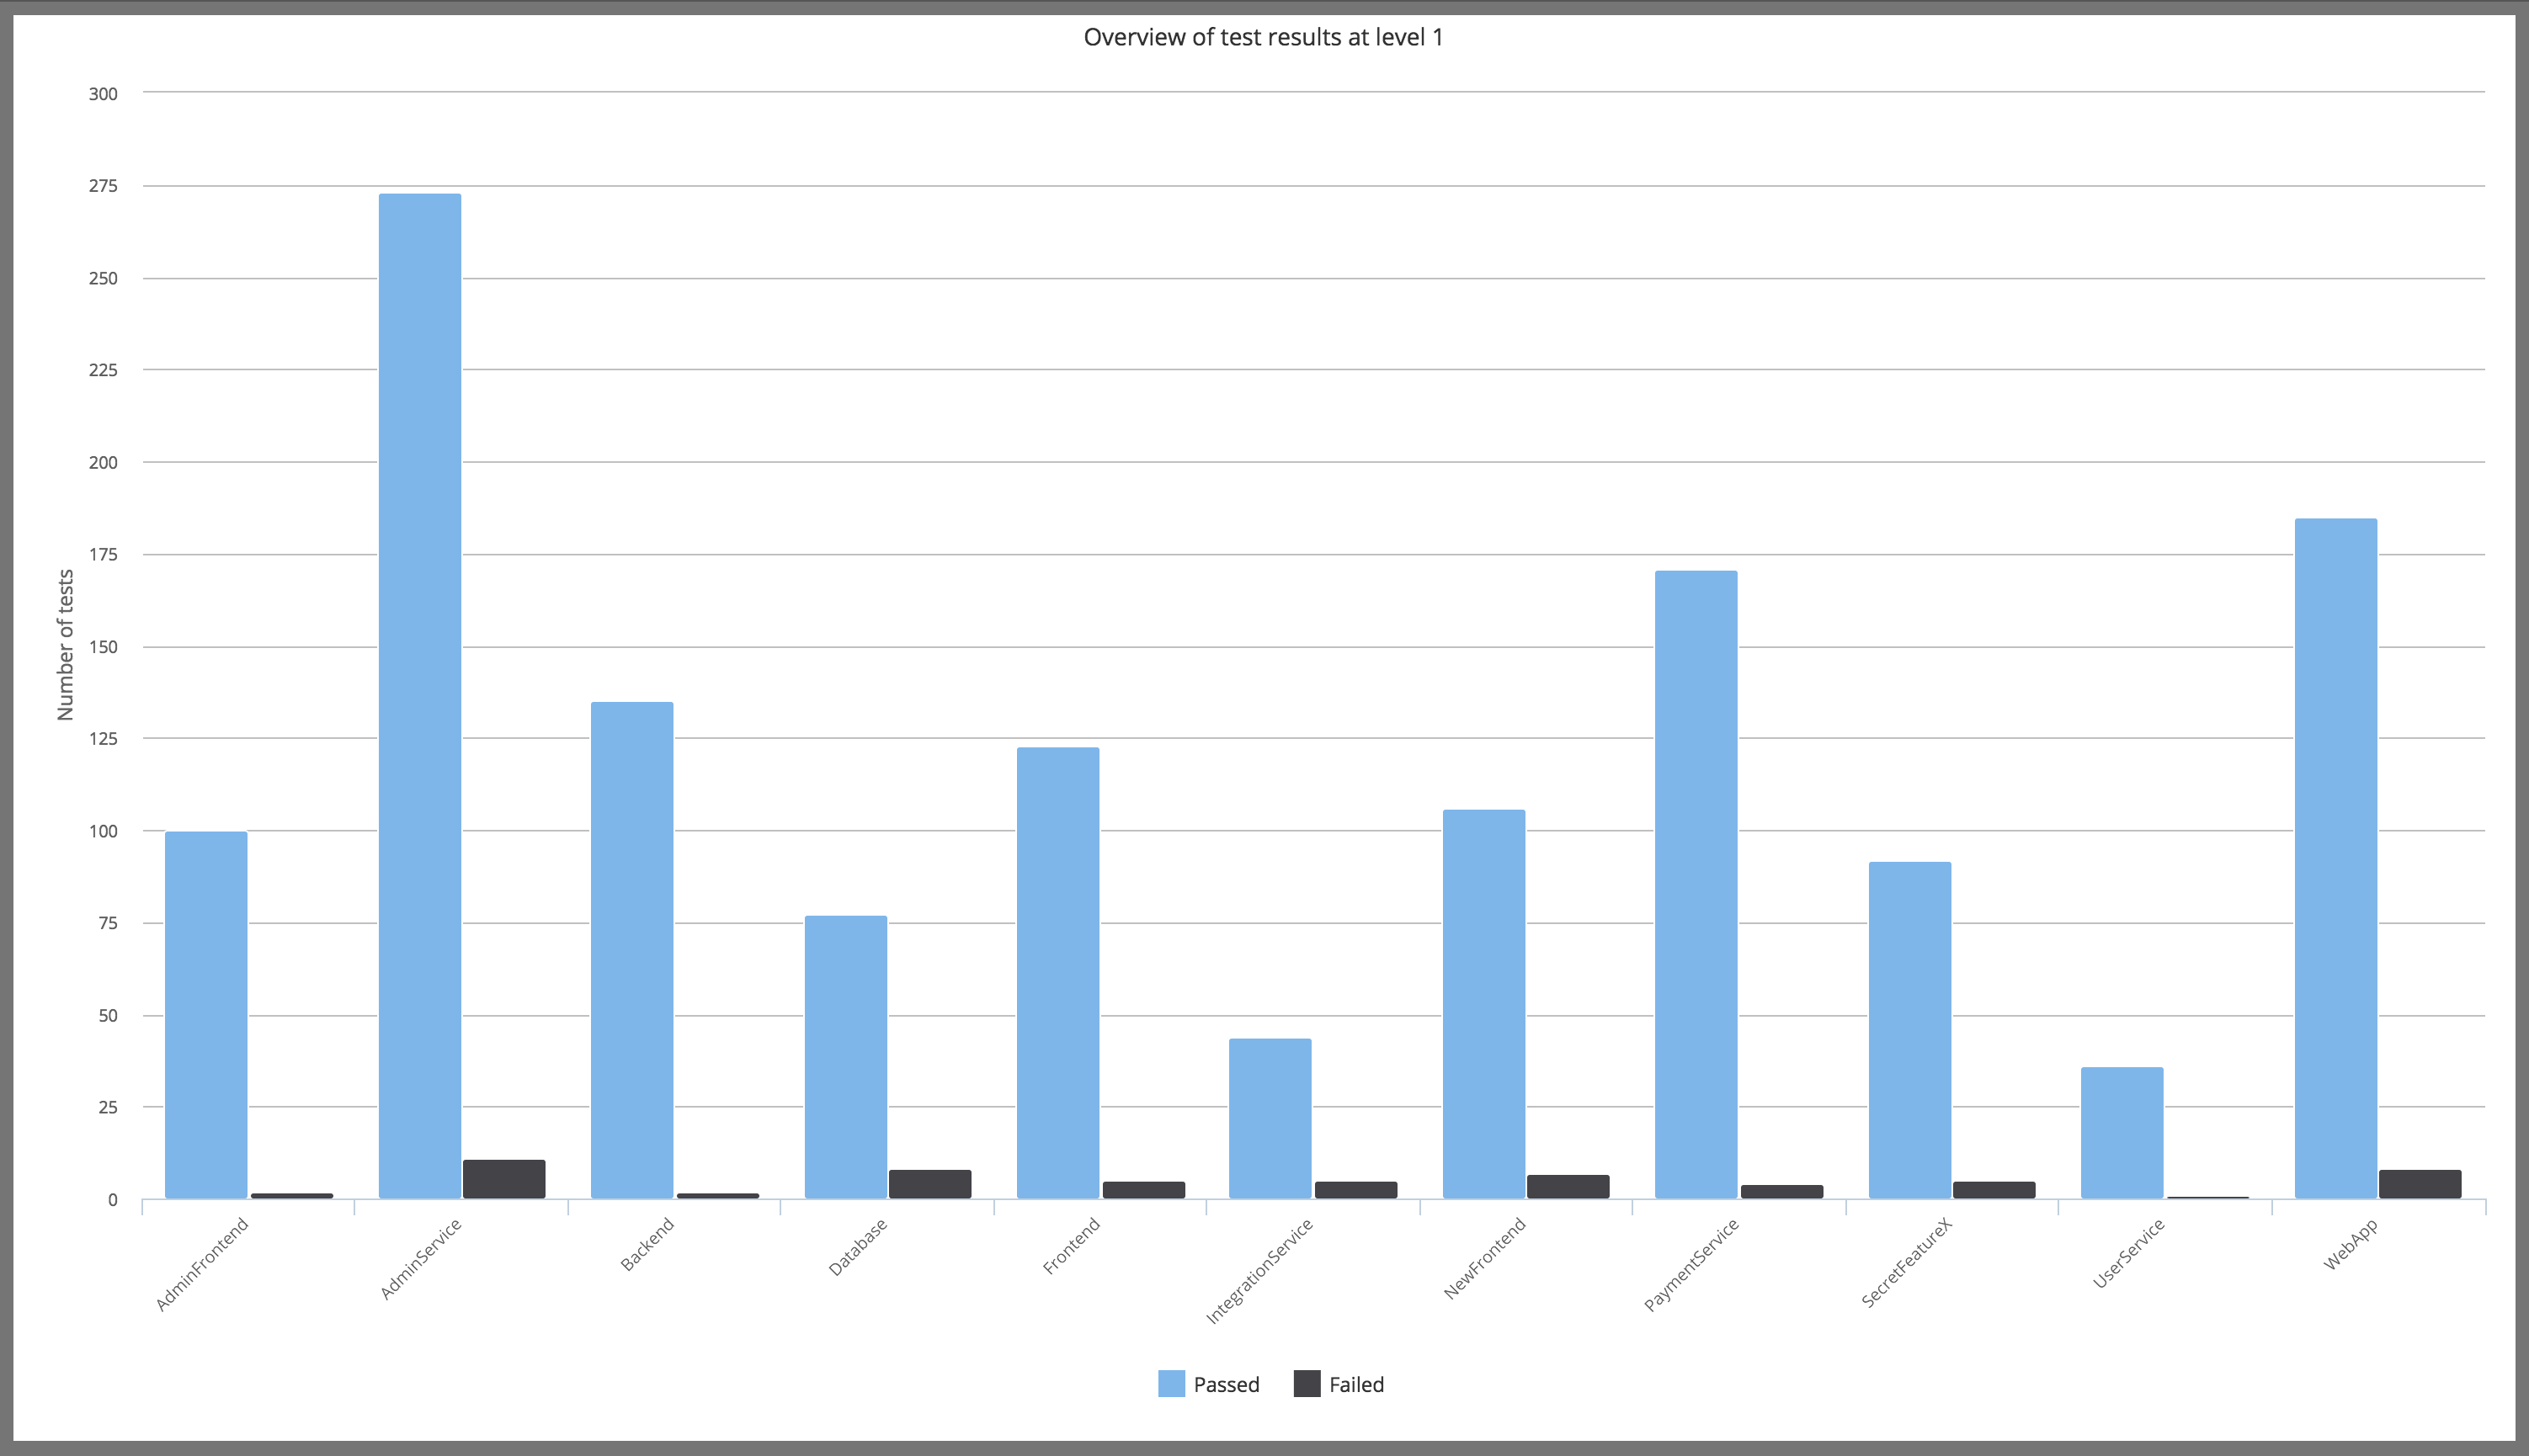 Overview of test results at level 1
300
275
250
225
200
175
150
125
100
75
50
25
0
Number of tests
AdminFrontend
AdminService
Backend
Database
Frontend
IntegrationService
NewFrontend
PaymentService
SecretFeatureX
UserService
WebApp
Passed
Failed